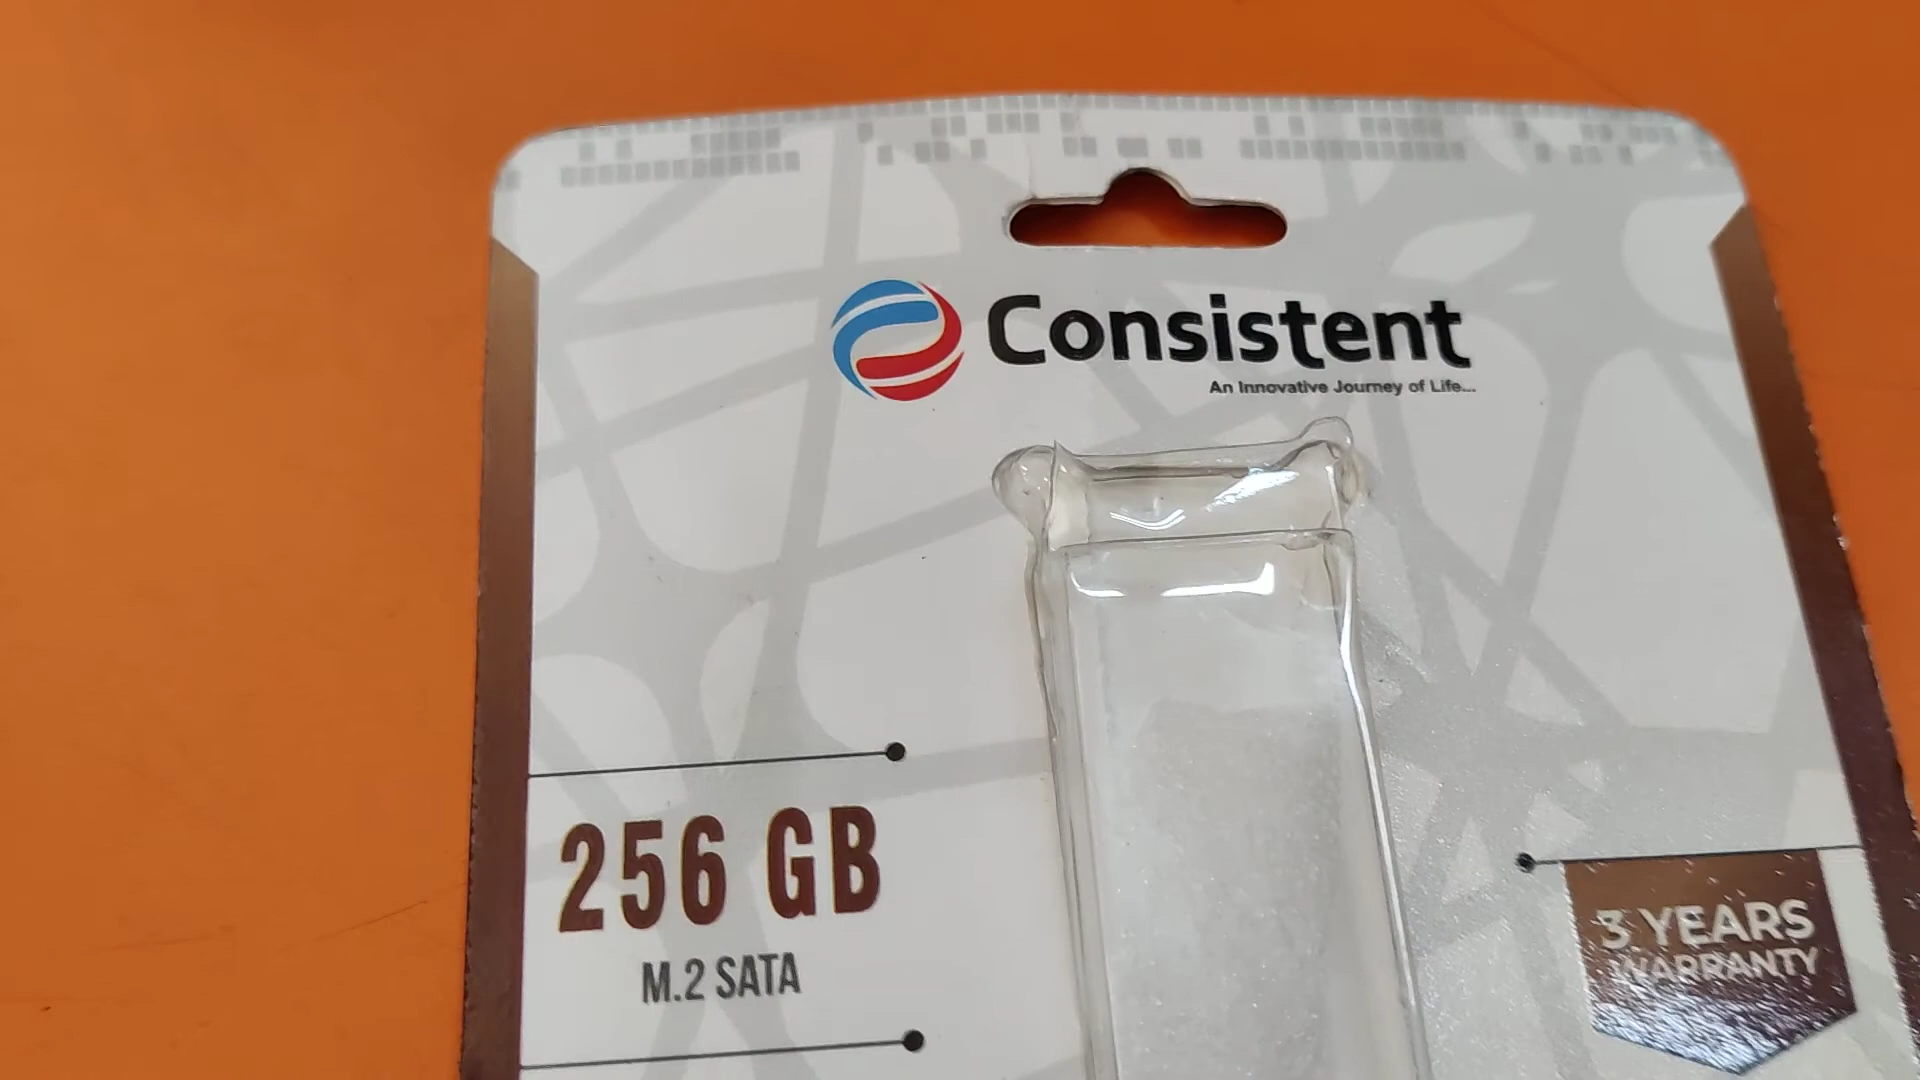 Consistent
An Innovative Journey of Life...
256 GB
M.2 SATA
3 YEARS
WARRANTY